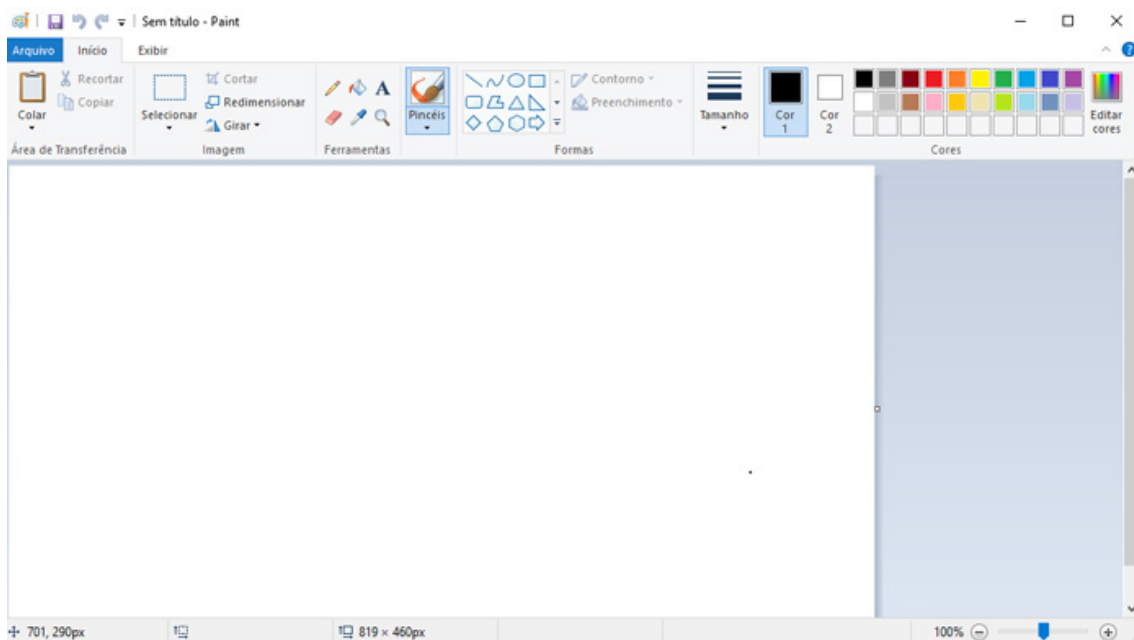 Sem título - Paint
Arquivo Início Exibir
Colar
Recortar
Copiar
Área de Transferência
Selecionar
Cortar
Redimensionar
Girar
Imagem
A
Ferramentas
Pincéis
Contorno
Preenchimento
Formas
Tamanho
Cor 1
Cor 2
Editar cores
Cores
701, 290px
819 × 460px
100%